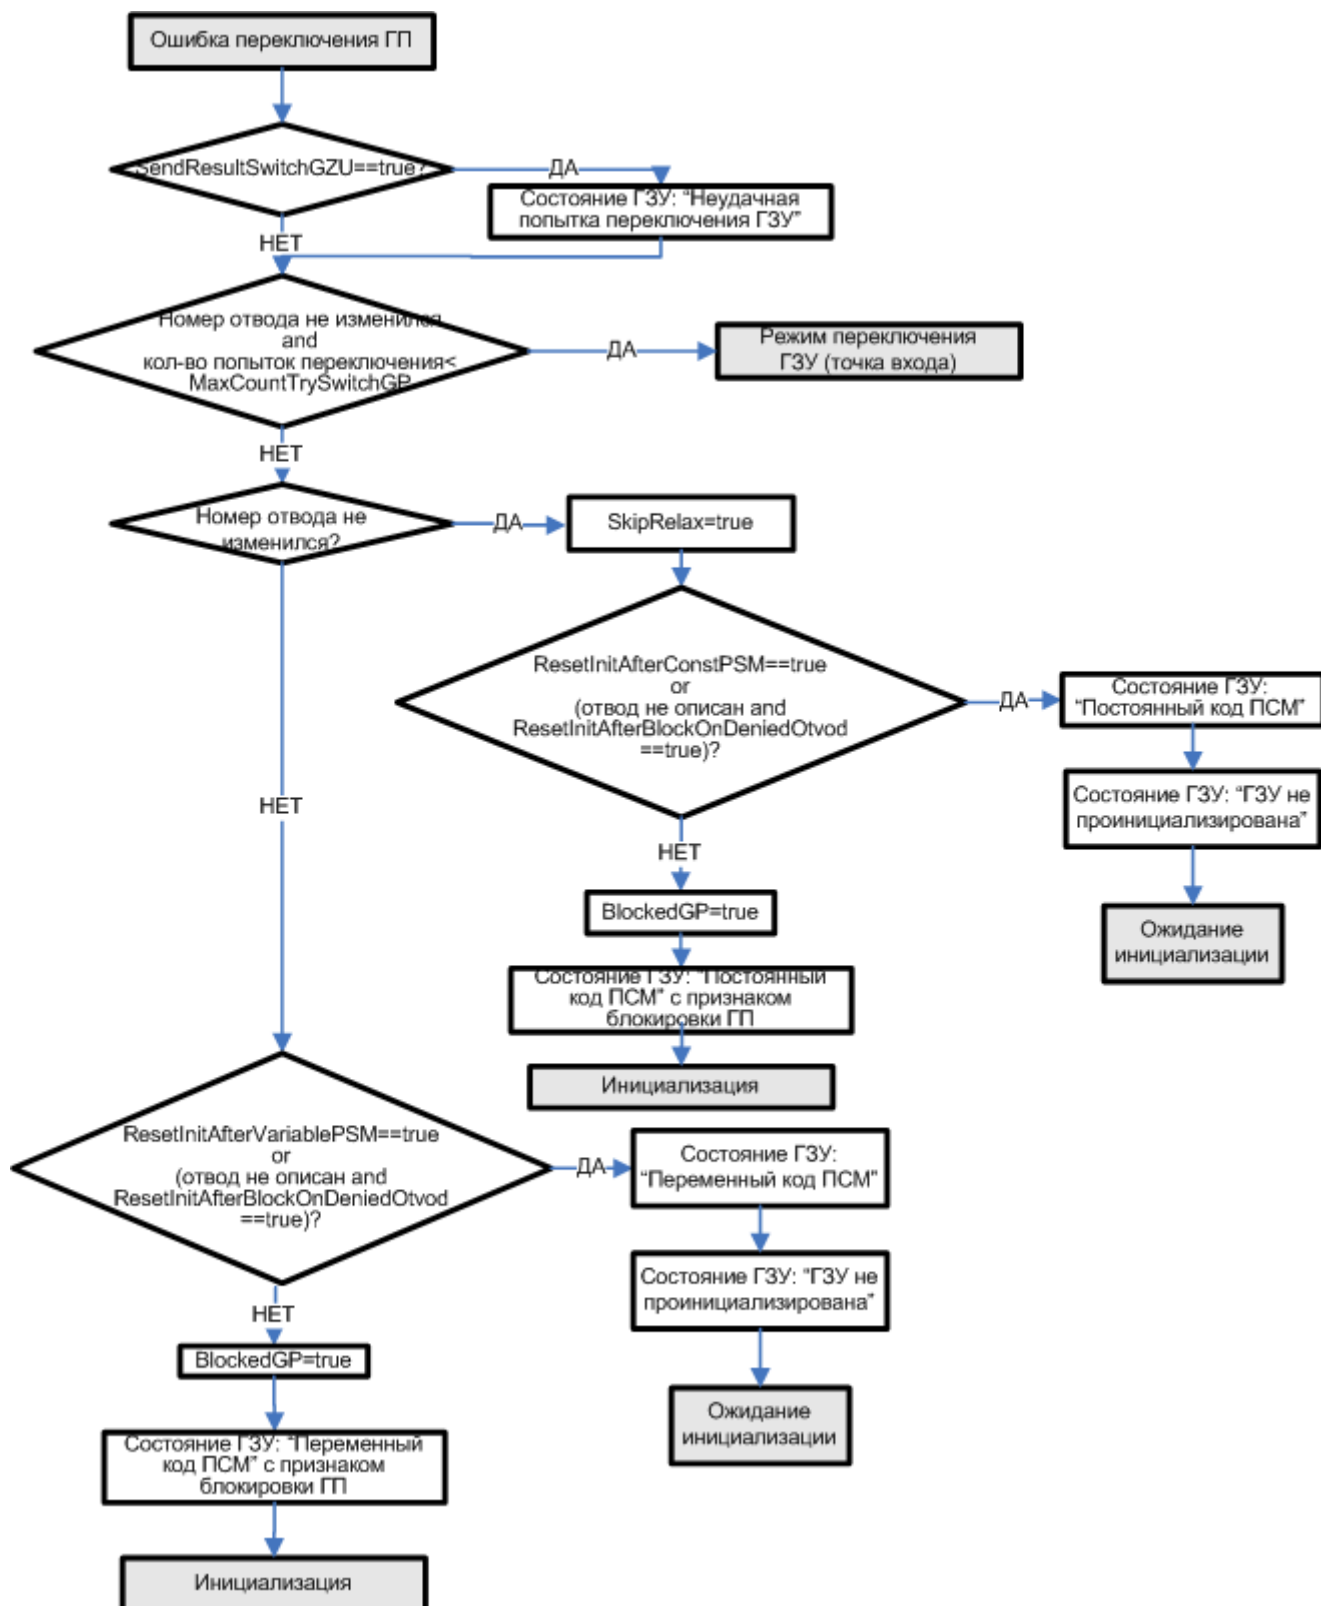 Ошибка переключения ГП
SendResultSwitchGZU==true?
ДА
Состояние ГЗУ: “Неудачная
попытка переключения ГЗУ”
НЕТ
Номер отвода не изменился
and
кол-во попыток переключения<
MaxCountTrySwitchGP
ДА
Режим переключения
ГЗУ (точка входа)
НЕТ
Номер отвода не
изменился?
ДА
SkipRelax=true
ResetInitAfterConstPSM==true
or
(отвод не описан and
ResetInitAfterBlockOnDeniedOtvod
==true)?
ДА
Состояние ГЗУ:
“Постоянный код ПСМ”
Состояние ГЗУ: “ГЗУ не
проинициализирована”
Ожидание
инициализации
НЕТ
НЕТ
BlockedGP=true
Состояние ГЗУ: “Постоянный
код ПСМ” с признаком
блокировки ГП
Инициализация
ResetInitAfterVariablePSM==true
or
(отвод не описан and
ResetInitAfterBlockOnDeniedOtvod
==true)?
ДА
Состояние ГЗУ:
“Переменный код ПСМ”
Состояние ГЗУ: “ГЗУ не
проинициализирована”
Ожидание
инициализации
НЕТ
BlockedGP=true
Состояние ГЗУ: “Переменный
код ПСМ” с признаком
блокировки ГП
Инициализация